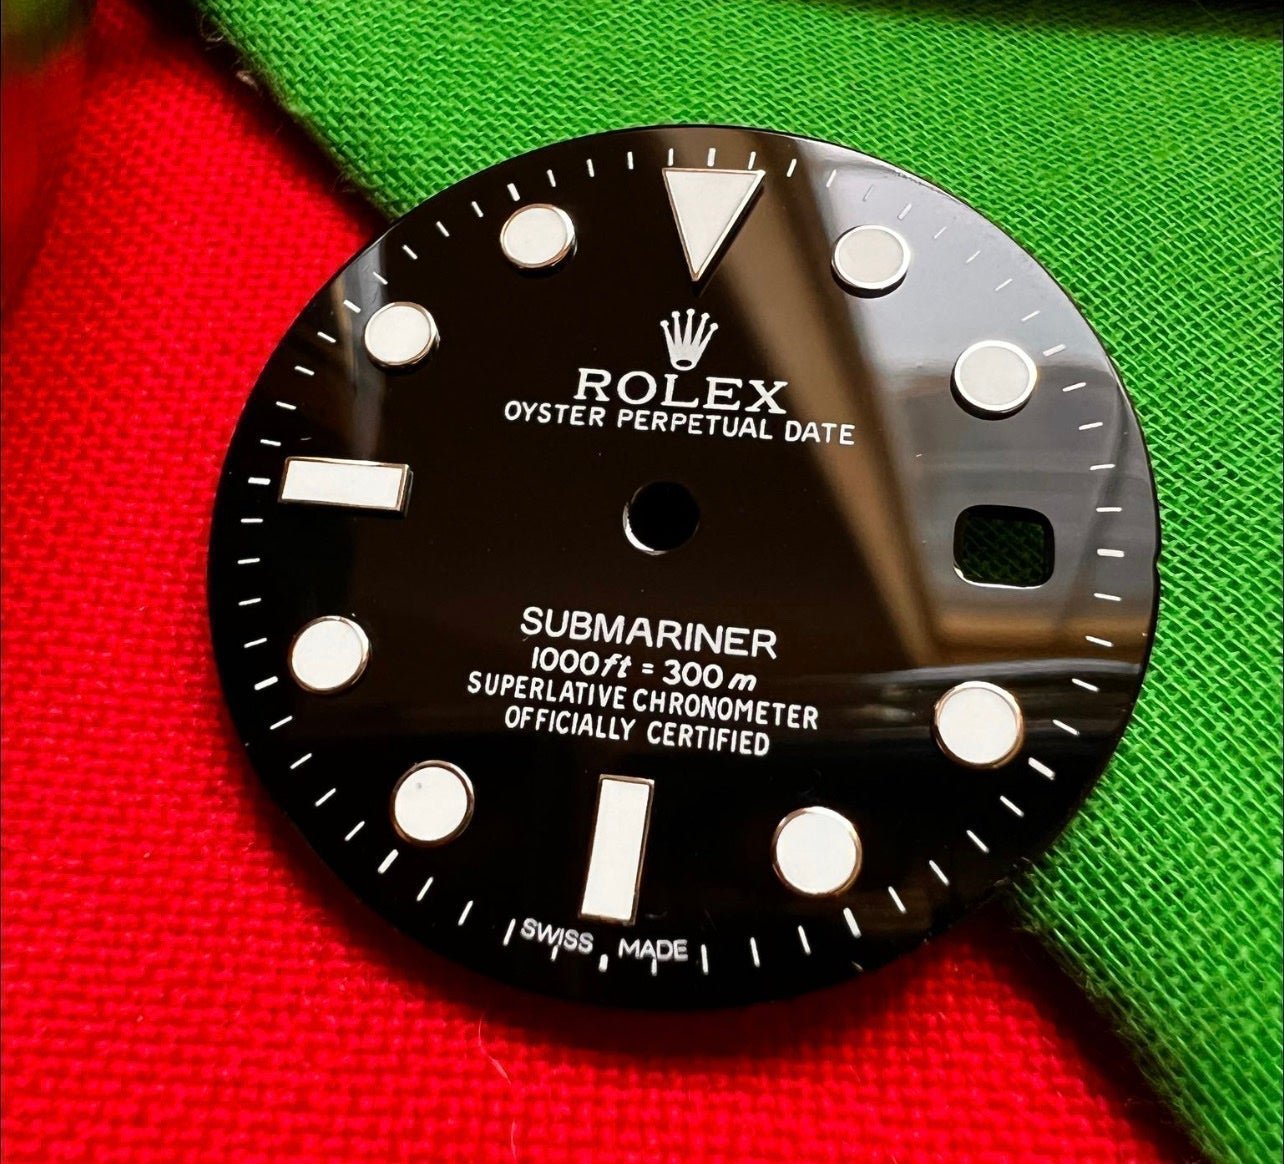 ROLEX
OYSTER PERPETUAL DATE
SUBMARINER
1000ft = 300m
SUPERLATIVE CHRONOMETER
OFFICIALLY CERTIFIED
SWISS MADE